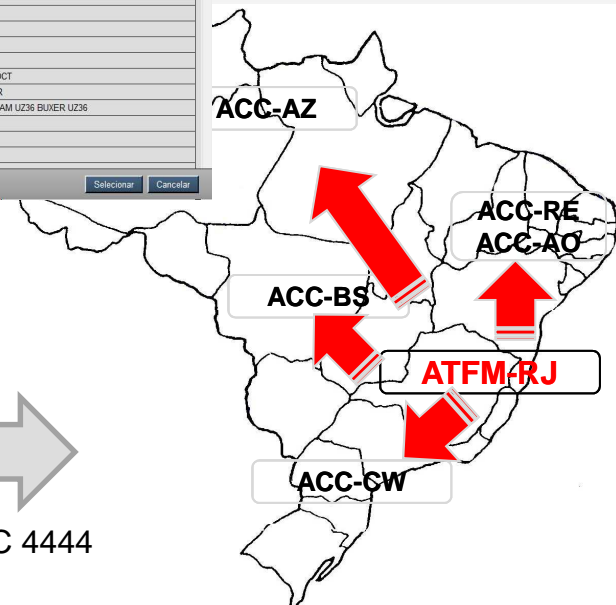 AM UZ36 BUXER UZ36
Selecionar Cancelar
ACC-AZ
ACC-RE
ACC-AO
ACC-BS
ATFM-RJ
ACC-CW
4444